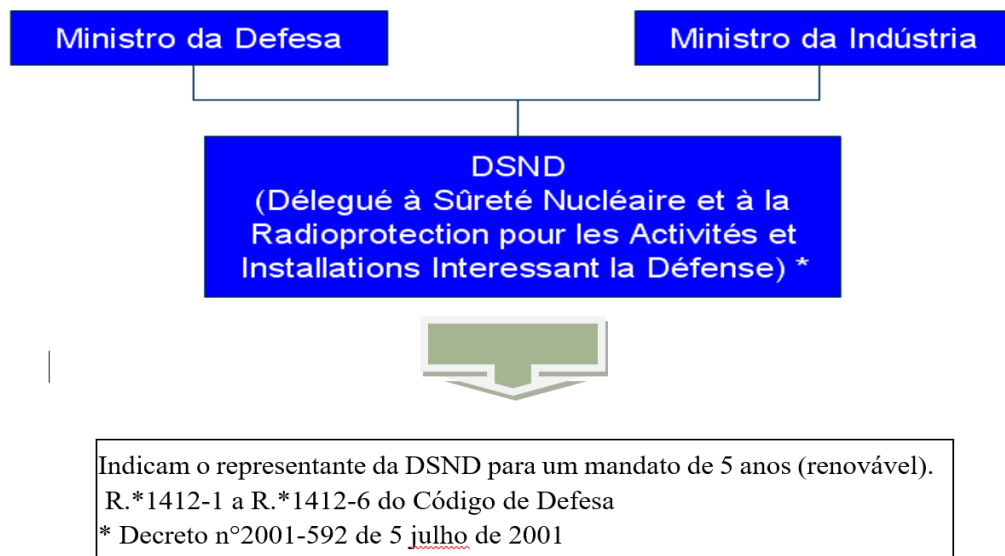 Ministro da Defesa
Ministro da Indústria
DSND
(Délegué à Sûreté Nucléaire et à la
Radioprotection pour les Activités et
Installations Interessant la Défense) *
Indicam o representante da DSND para um mandato de 5 anos (renovável).
R.*1412-1 a R.*1412-6 do Código de Defesa
* Decreto n°2001-592 de 5 julho de 2001